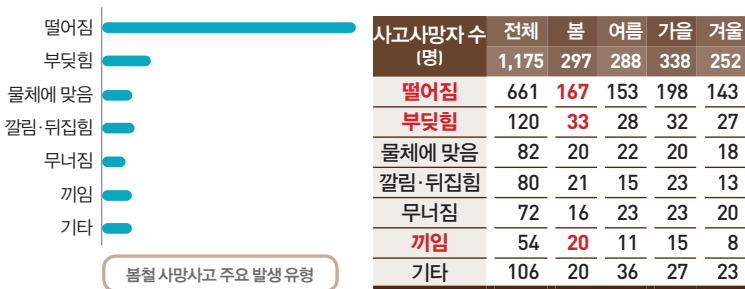 떨어짐
부딪힘
물체에 맞음
깔림·뒤집힘
무너짐
끼임
기타
봄철 사망사고 주요 발생 유형
사고사망자 수 (명) 전체 봄 여름 가을 겨울
1,175 297 288 338 252
떨어짐 661 167 153 198 143
부딪힘 120 33 28 32 27
물체에 맞음 82 20 22 20 18
깔림·뒤집힘 80 21 15 23 13
무너짐 72 16 23 23 20
끼임 54 20 11 15 8
기타 106 20 36 27 23